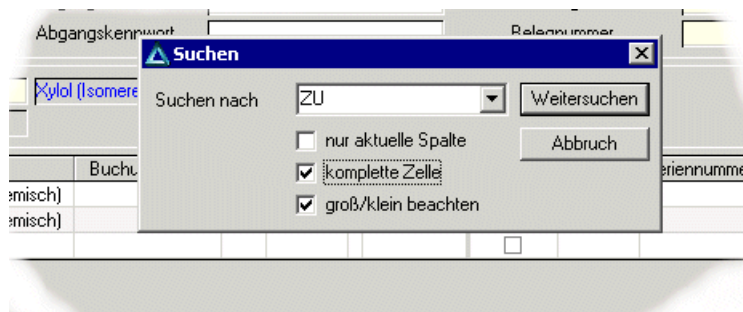 Abgangskennwort
Belegnummer
Suchen
Xylol (Isomere
Suchen nach ZU Weitersuchen
nur aktuelle Spalte Abbruch
Buchu
komplette Zelle
eriennumme
emisch)
groß/klein beachten
emisch)